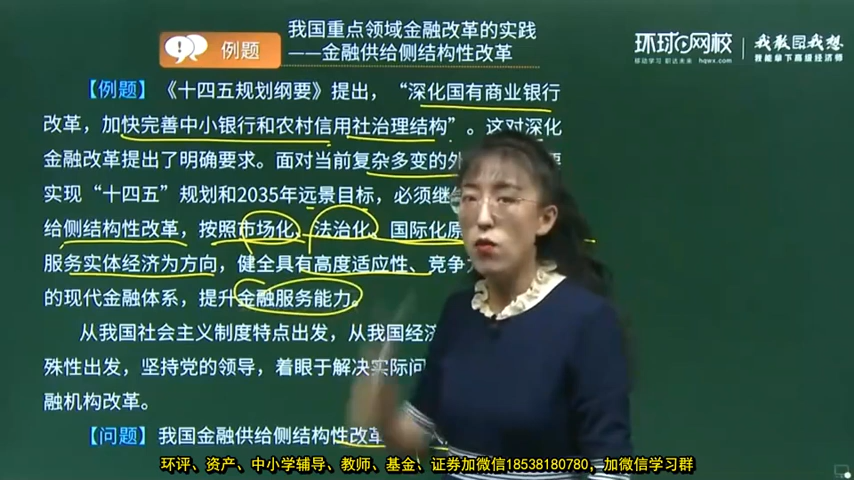 我国重点领域金融改革的实践
例题
——金融供给侧结构性改革
环球网校
移动学习 职达未来 hqwx.com
我敢因我想
我能拿下高级经济师
【例题】《十四五规划纲要》提出，“深化国有商业银行
改革，加快完善中小银行和农村信用社治理结构”。这对深化
金融改革提出了明确要求。面对当前复杂多变的外
实现“十四五”规划和2035年远景目标，必须继
给侧结构性改革，按照市场化、法治化、国际化原
服务实体经济为方向，健全具有高度适应性、竞争
的现代金融体系，提升金融服务能力。
从我国社会主义制度特点出发，从我国经济
殊性出发，坚持党的领导，着眼于解决实际问
融机构改革。
【问题】我国金融供给侧结构性改革
环评、资产、中小学辅导、教师、基金、证券加微信18538180780，加微信学习群